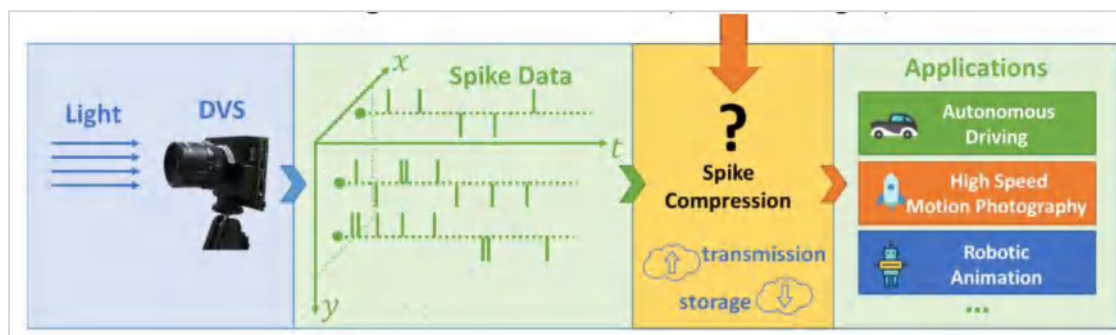 Light
DVS
x
Spike Data
t
y
?
Spike
Compression
transmission
storage
Applications
Autonomous
Driving
High Speed
Motion Photography
Robotic
Animation
...